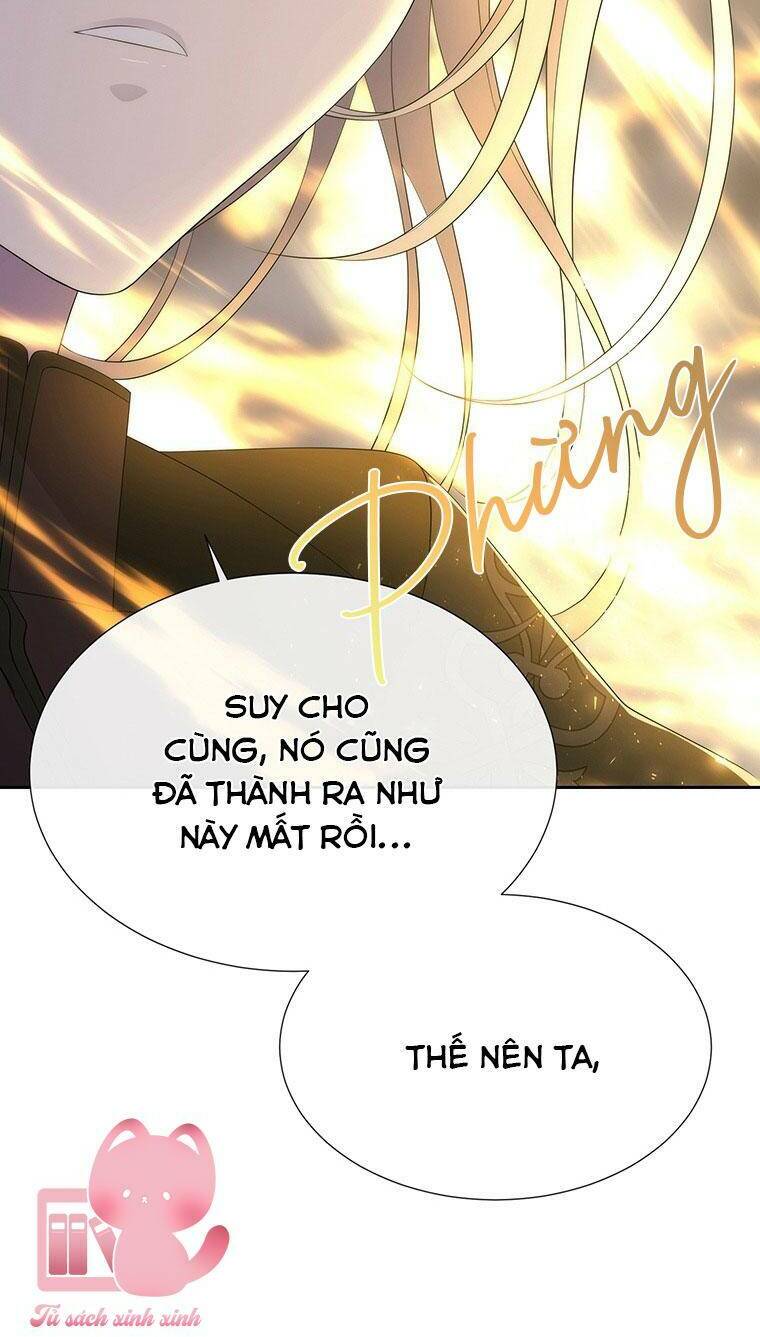 Phừng
SUY CHO
CÙNG, NÓ CŨNG
ĐÃ THÀNH RA NHƯ
NÀY MẤT RỒI...
THẾ NÊN TA,
Tủ sách xinh xinh